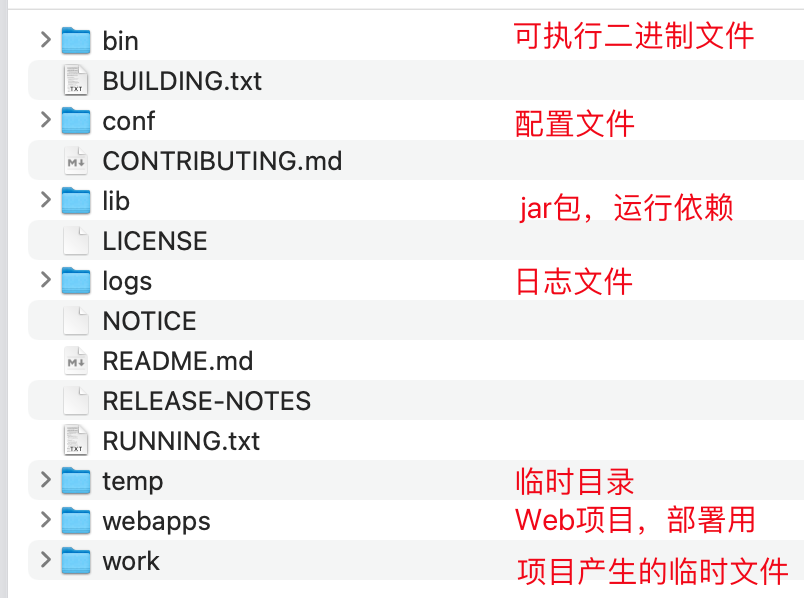 bin 可执行二进制文件
BUILDING.txt
conf 配置文件
CONTRIBUTING.md
lib jar包，运行依赖
LICENSE
logs 日志文件
NOTICE
README.md
RELEASE-NOTES
RUNNING.txt
temp 临时目录
webapps Web项目，部署用
work 项目产生的临时文件